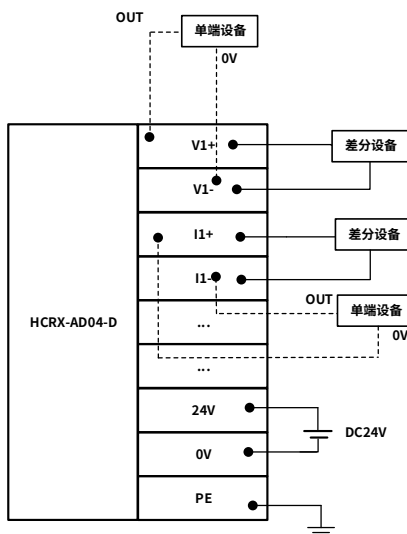 OUT
单端设备
0V
V1+
差分设备
V1-
I1+
差分设备
I1-
OUT
单端设备
0V
HCRX-AD04-D
...
...
24V
DC24V
0V
PE